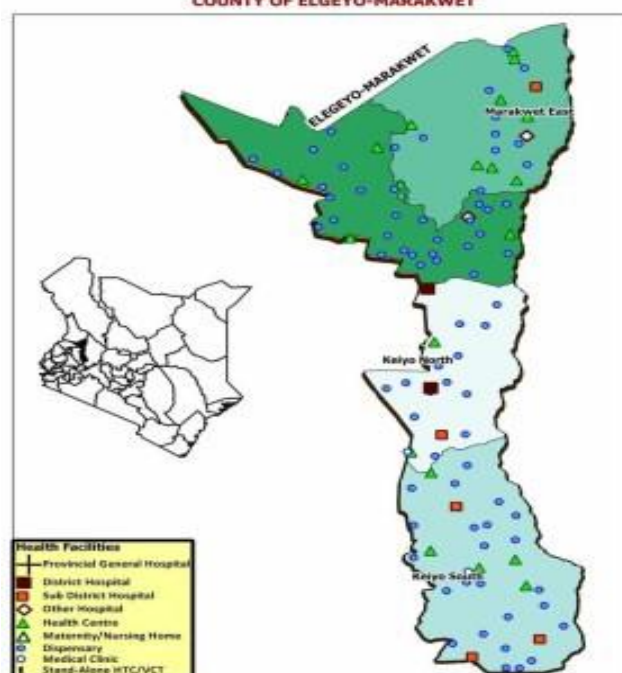 COUNTY OF ELGEYO-MARAKWET
ELEGEYO-MARAKWET
Marakwet East
Keiyo North
Keiyo South
Health Facilities
Provincial General Hospital
District Hospital
Sub District Hospital
Other Hospital
Health Centre
Maternity/Nursing Home
Dispensary
Medical Clinic
Stand-Alone HTC/VCT